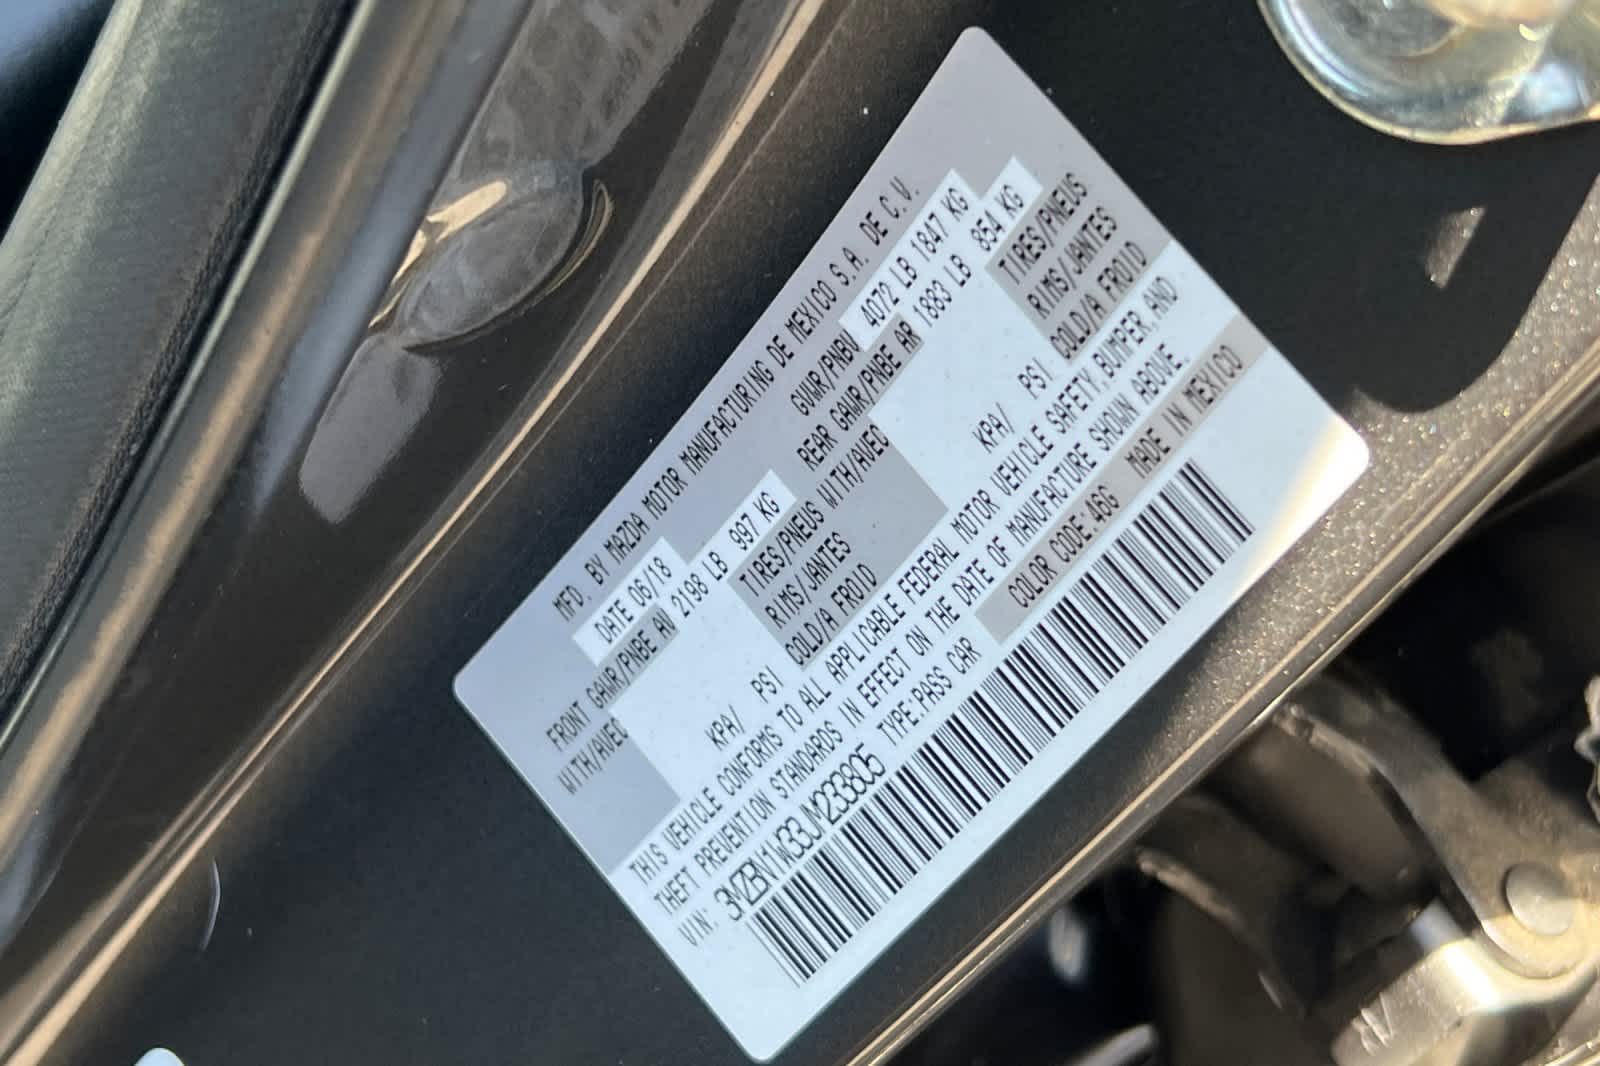 MFD. BY MAZDA MOTOR MANUFACTURING DE MEXICO S.A. DE C.V.
DATE 06/18 GVWR/PNBV 4072 LB 1847 KG
FRONT GAWR/PNBE AV 2198 LB 997 KG REAR GAWR/PNBE AR 1883 LB 854 KG
WITH/AVEC TIRES/PNEUS WITH/AVEC TIRES/PNEUS
RIMS/JANTES RIMS/JANTES
KPA/ PSI COLD/A FROID KPA/ PSI COLD/A FROID
THIS VEHICLE CONFORMS TO ALL APPLICABLE FEDERAL MOTOR VEHICLE SAFETY, BUMPER, AND
THEFT PREVENTION STANDARDS IN EFFECT ON THE DATE OF MANUFACTURE SHOWN ABOVE.
VIN: 3MZBN1W33JM233805 TYPE:PASS CAR COLOR CODE:46G MADE IN MEXICO